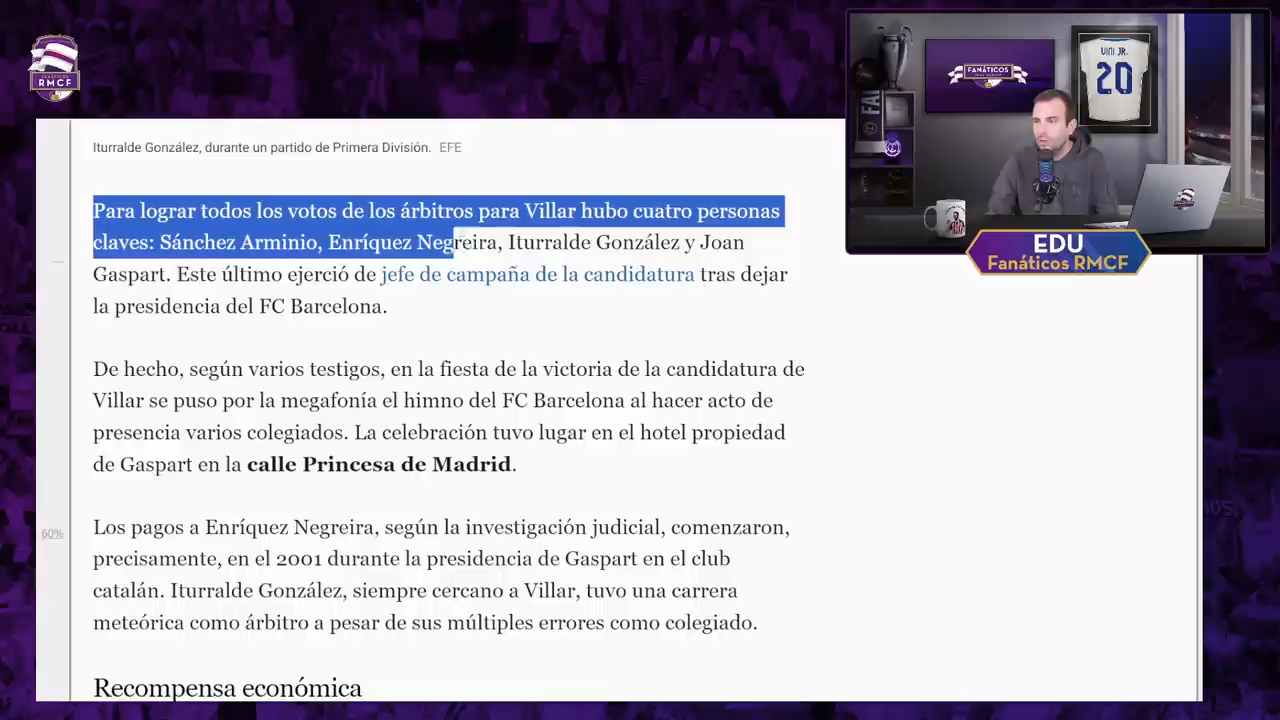 FANÁTICOS
RMCF
FANÁTICOS
VINI JR.
20
EDU
Fanáticos RMCF
Iturralde González, durante un partido de Primera División. EFE
Para lograr todos los votos de los árbitros para Villar hubo cuatro personas
claves: Sánchez Arminio, Enríquez Negreira, Iturralde González y Joan
Gaspart. Este último ejerció de jefe de campaña de la candidatura tras dejar
la presidencia del FC Barcelona.
De hecho, según varios testigos, en la fiesta de la victoria de la candidatura de
Villar se puso por la megafonía el himno del FC Barcelona al hacer acto de
presencia varios colegiados. La celebración tuvo lugar en el hotel propiedad
de Gaspart en la calle Princesa de Madrid.
60%
Los pagos a Enríquez Negreira, según la investigación judicial, comenzaron,
precisamente, en el 2001 durante la presidencia de Gaspart en el club
catalán. Iturralde González, siempre cercano a Villar, tuvo una carrera
meteórica como árbitro a pesar de sus múltiples errores como colegiado.
Recompensa económica